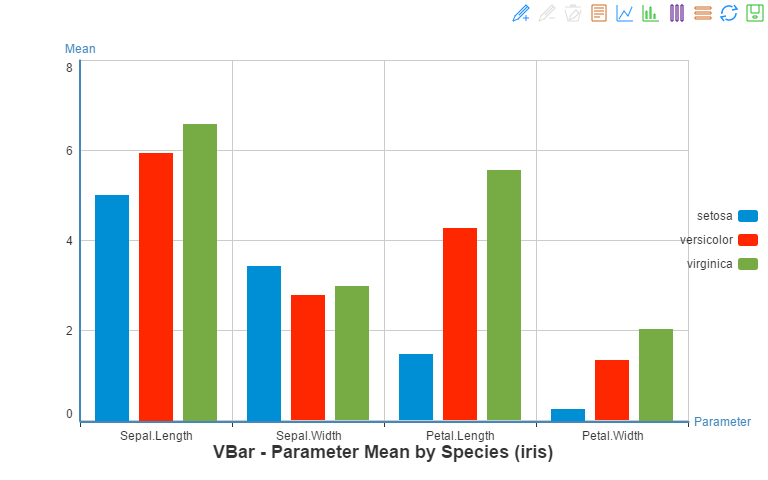 Mean
8
6
4
2
0
setosa
versicolor
virginica
Parameter
Sepal.Length Sepal.Width Petal.Length Petal.Width
VBar - Parameter Mean by Species (iris)